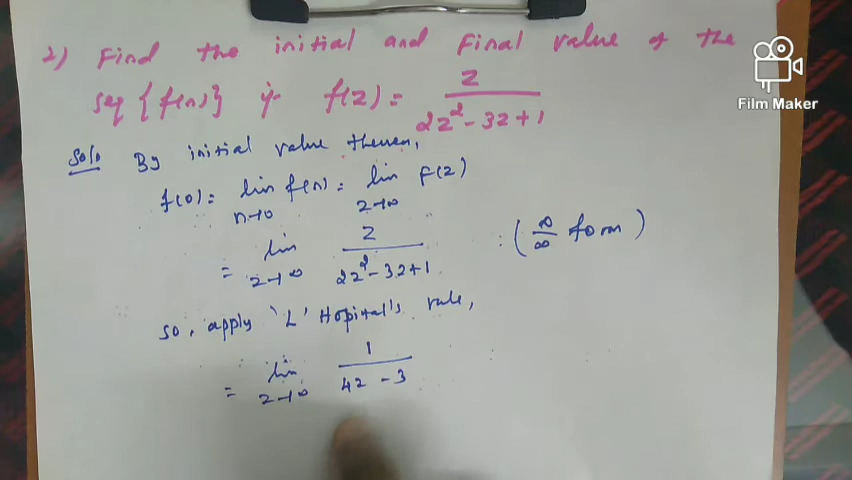 2) Find the initial and Final value of the
seq {f(n)} if f(z) = z / 2z² - 3z + 1
Soln By initial value theorem,
f(0) = lim n→0 f(n) = lim z→∞ F(z)
= lim z→∞ z / 2z² - 3z + 1 : (∞/∞ form)
so, apply 'L' Hopital's rule,
= lim z→∞ 1 / 4z - 3
Film Maker